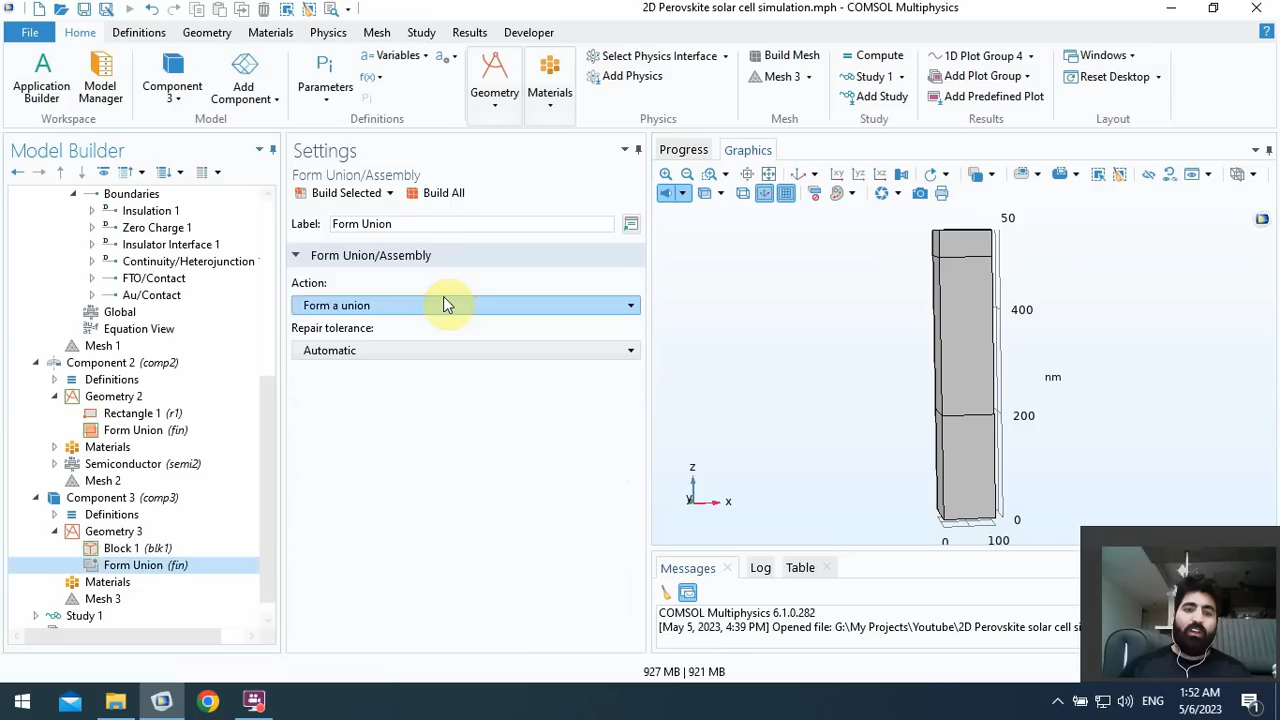 2D Perovskite solar cell simulation.mph - COMSOL Multiphysics
File Home Definitions Geometry Materials Physics Mesh Study Results Developer
Application Builder
Model Manager
Workspace
Component 3
Add Component
Model
Parameters
a= Variables
f(x)
Pi
Definitions
Geometry
Materials
Select Physics Interface
Add Physics
Physics
Build Mesh
Mesh 3
Mesh
Compute
Study 1
Add Study
Study
1D Plot Group 4
Add Plot Group
Add Predefined Plot
Results
Windows
Reset Desktop
Layout
Model Builder
Boundaries
Insulation 1
Zero Charge 1
Insulator Interface 1
Continuity/Heterojunction
FTO/Contact
Au/Contact
Global
Equation View
Mesh 1
Component 2 (comp2)
Definitions
Geometry 2
Rectangle 1 (r1)
Form Union (fin)
Materials
Semiconductor (semi2)
Mesh 2
Component 3 (comp3)
Definitions
Geometry 3
Block 1 (blk1)
Form Union (fin)
Materials
Mesh 3
Study 1
Settings
Form Union/Assembly
Build Selected Build All
Label: Form Union
Form Union/Assembly
Action:
Form a union
Repair tolerance:
Automatic
Progress Graphics
50
400
nm
200
0
0 100
z
y x
Messages Log Table
COMSOL Multiphysics 6.1.0.282
[May 5, 2023, 4:39 PM] Opened file: G:\My Projects\Youtube\2D Perovskite solar cell si
927 MB | 921 MB
ENG
1:52 AM
5/6/2023